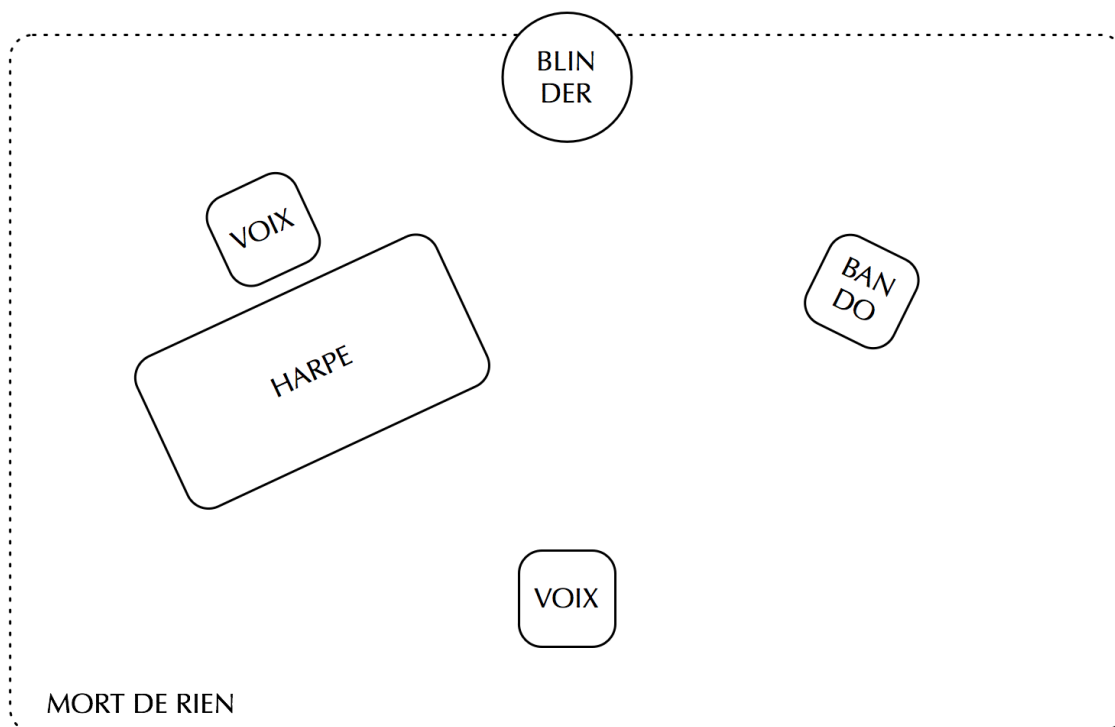 BLIN
DER
VOIX
BAN
DO
HARPE
VOIX
MORT DE RIEN